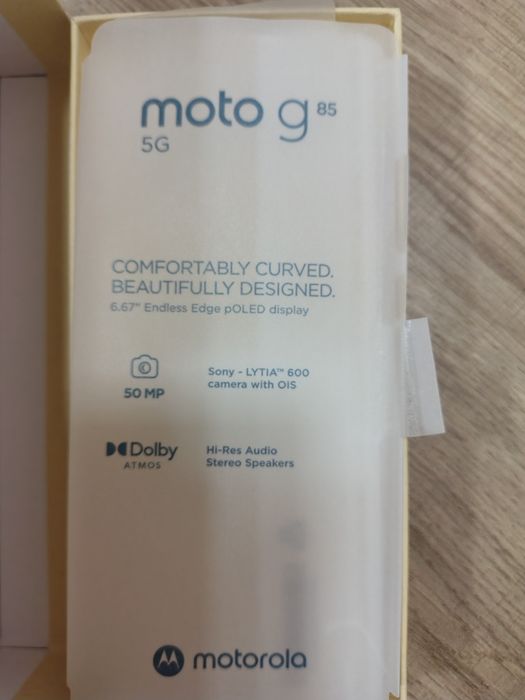 moto g 85
5G
COMFORTABLY CURVED.
BEAUTIFULLY DESIGNED.
6.67" Endless Edge pOLED display
50 MP
Sony - LYTIA™ 600
camera with OIS
Dolby
ATMOS
Hi-Res Audio
Stereo Speakers
motorola